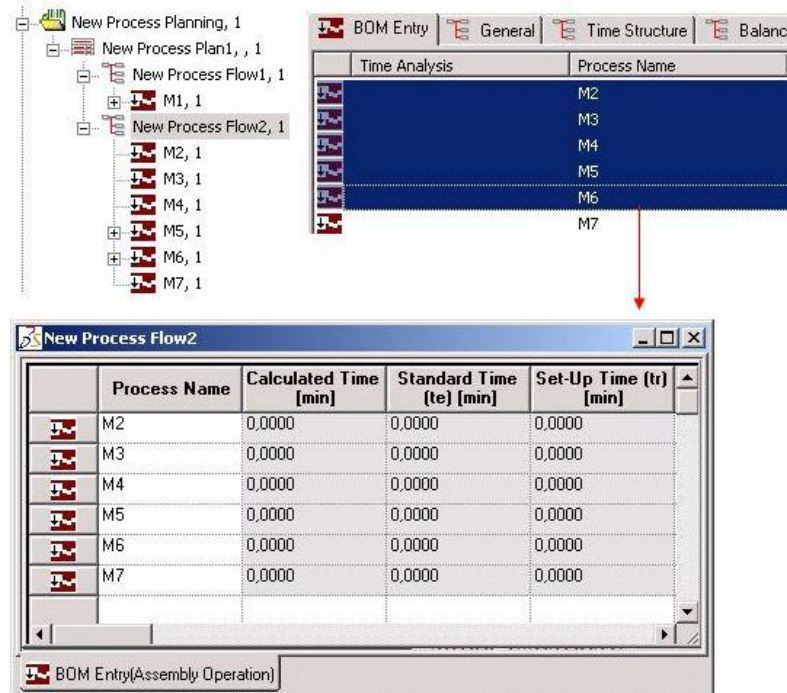 New Process Planning, 1
New Process Plan1, , 1
New Process Flow1, 1
M1, 1
New Process Flow2, 1
M2, 1
M3, 1
M4, 1
M5, 1
M6, 1
M7, 1
BOM Entry General Time Structure Balanc
Time Analysis Process Name
M2
M3
M4
M5
M6
M7
New Process Flow2
Process Name Calculated Time [min] Standard Time (te) [min] Set-Up Time (tr) [min]
M2 0,0000 0,0000 0,0000
M3 0,0000 0,0000 0,0000
M4 0,0000 0,0000 0,0000
M5 0,0000 0,0000 0,0000
M6 0,0000 0,0000 0,0000
M7 0,0000 0,0000 0,0000
BOM Entry(Assembly Operation)